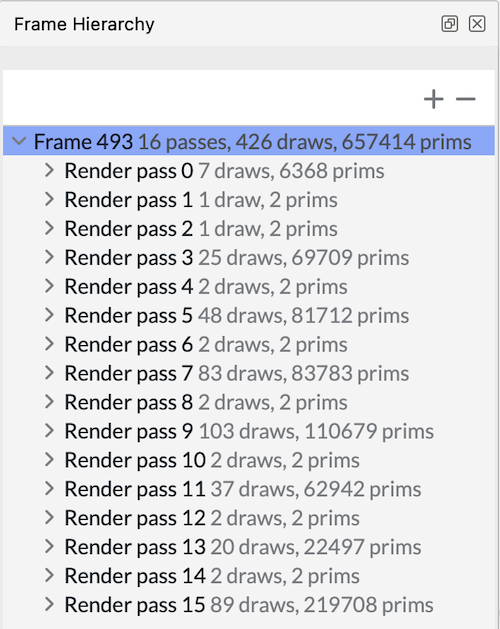 Frame Hierarchy
Frame 493 16 passes, 426 draws, 657414 prims
Render pass 0 7 draws, 6368 prims
Render pass 1 1 draw, 2 prims
Render pass 2 1 draw, 2 prims
Render pass 3 25 draws, 69709 prims
Render pass 4 2 draws, 2 prims
Render pass 5 48 draws, 81712 prims
Render pass 6 2 draws, 2 prims
Render pass 7 83 draws, 83783 prims
Render pass 8 2 draws, 2 prims
Render pass 9 103 draws, 110679 prims
Render pass 10 2 draws, 2 prims
Render pass 11 37 draws, 62942 prims
Render pass 12 2 draws, 2 prims
Render pass 13 20 draws, 22497 prims
Render pass 14 2 draws, 2 prims
Render pass 15 89 draws, 219708 prims